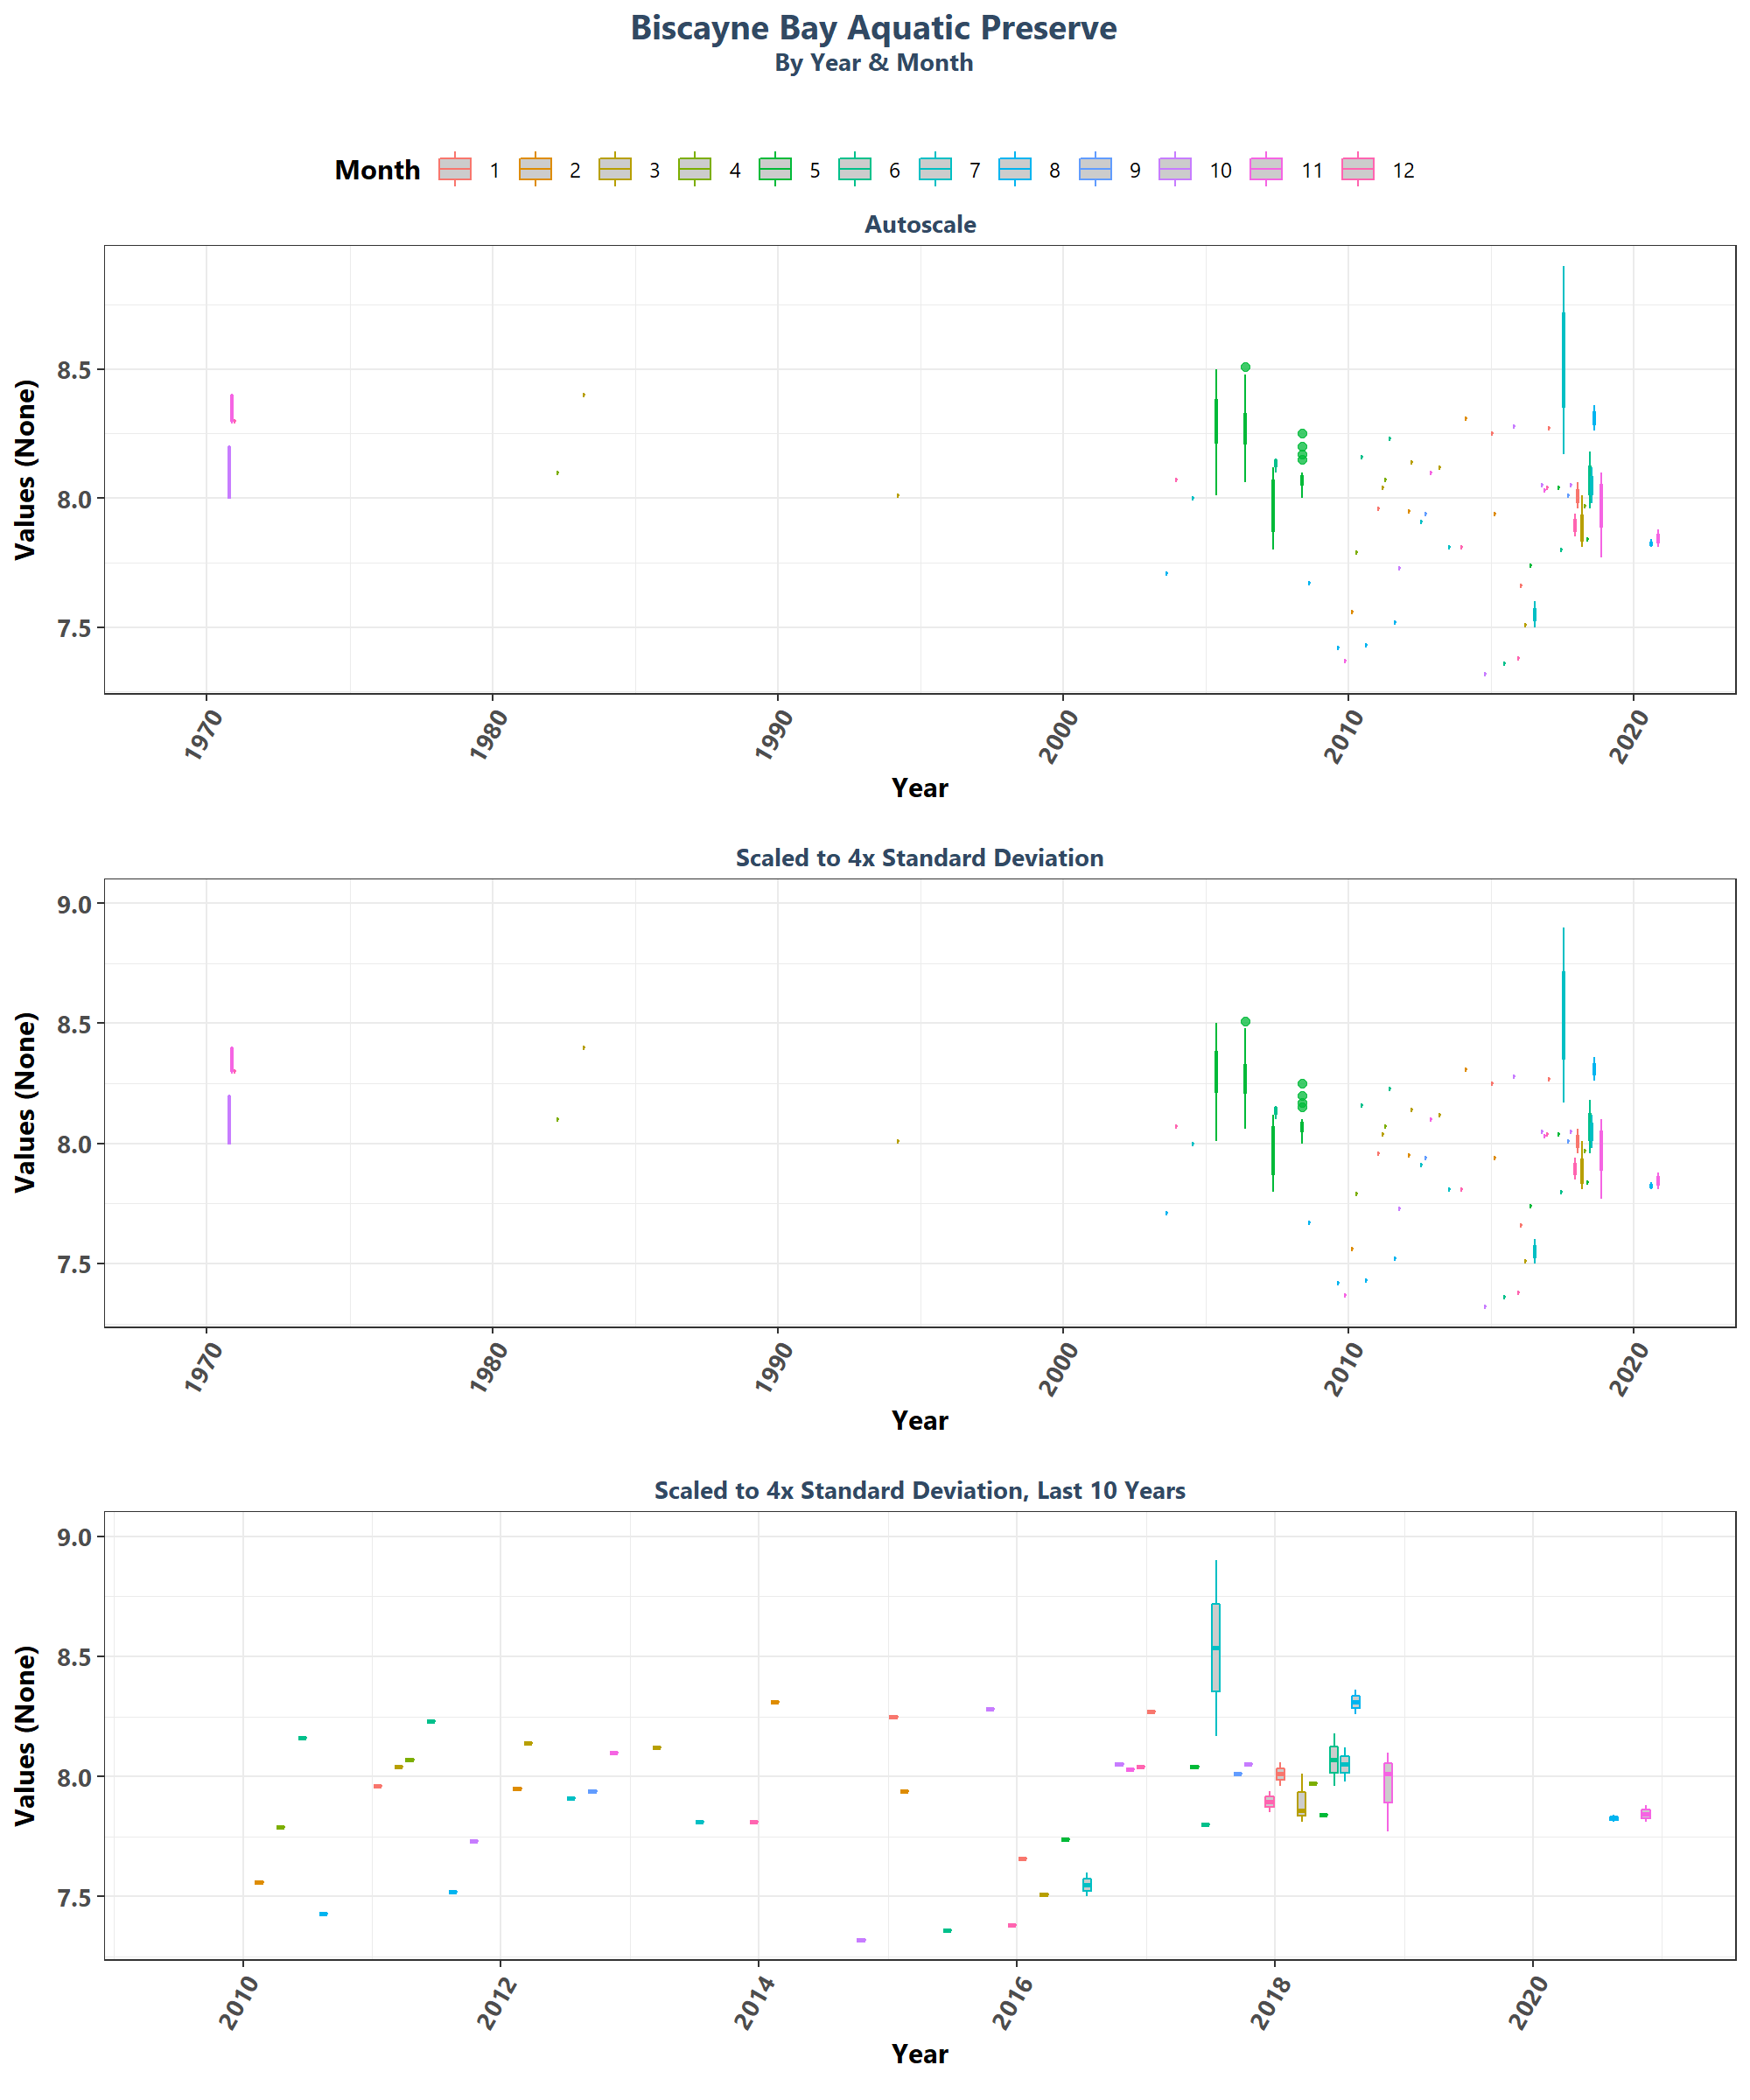 Biscayne Bay Aquatic Preserve
By Year & Month
Month 1 2 3 4 5 6 7 8 9 10 11 12
Autoscale
Values (None)
8.5
8.0
7.5
1970 1980 1990 2000 2010 2020
Year
Scaled to 4x Standard Deviation
Values (None)
9.0
8.5
8.0
7.5
1970 1980 1990 2000 2010 2020
Year
Scaled to 4x Standard Deviation, Last 10 Years
Values (None)
9.0
8.5
8.0
7.5
2010 2012 2014 2016 2018 2020
Year